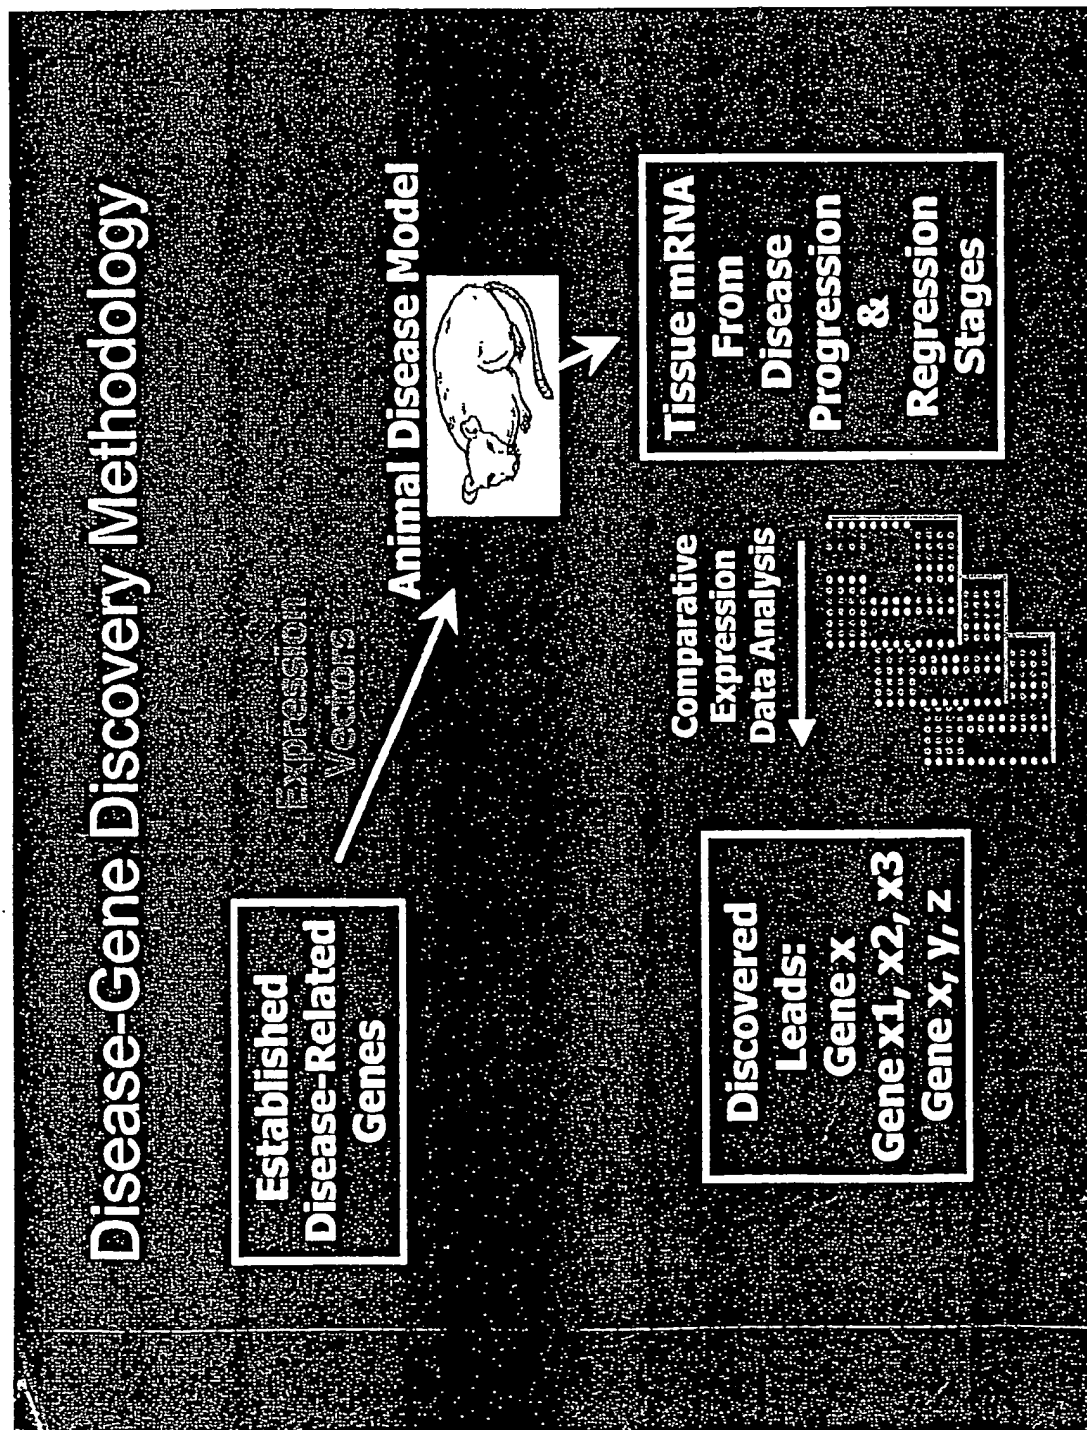 Disease-Gene Discovery Methodology
Established
Disease-Related
Genes
Expression
Vectors
Animal Disease Model
Tissue mRNA
From
Disease
Progression
&
Regression
Stages
Comparative
Expression
Data Analysis
Discovered
Leads:
Gene x
Gene x1, x2, x3
Gene x, y, z